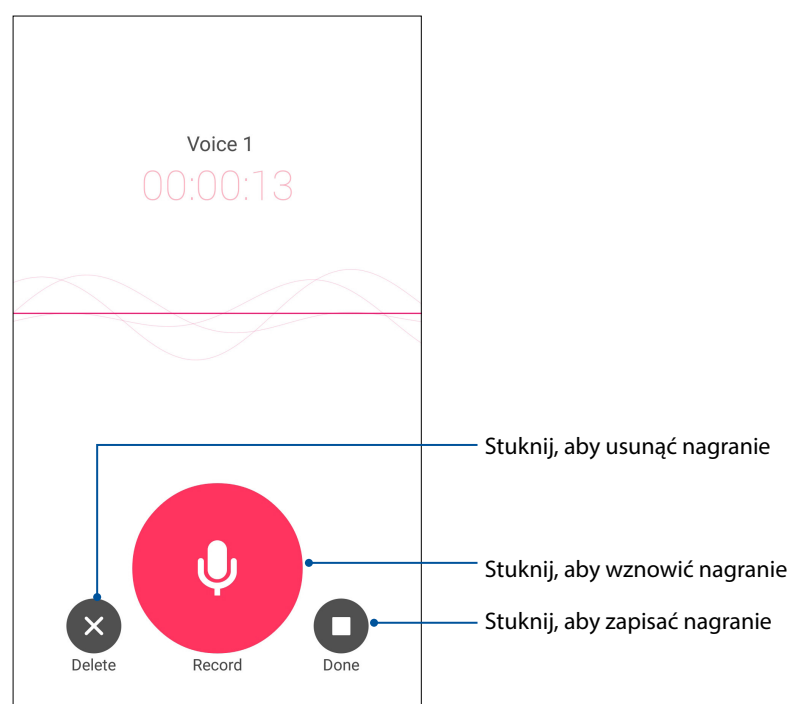 Voice 1
00:00:13
Stuknij, aby usunąć nagranie
Stuknij, aby wznowić nagranie
Stuknij, aby zapisać nagranie
Delete
Record
Done